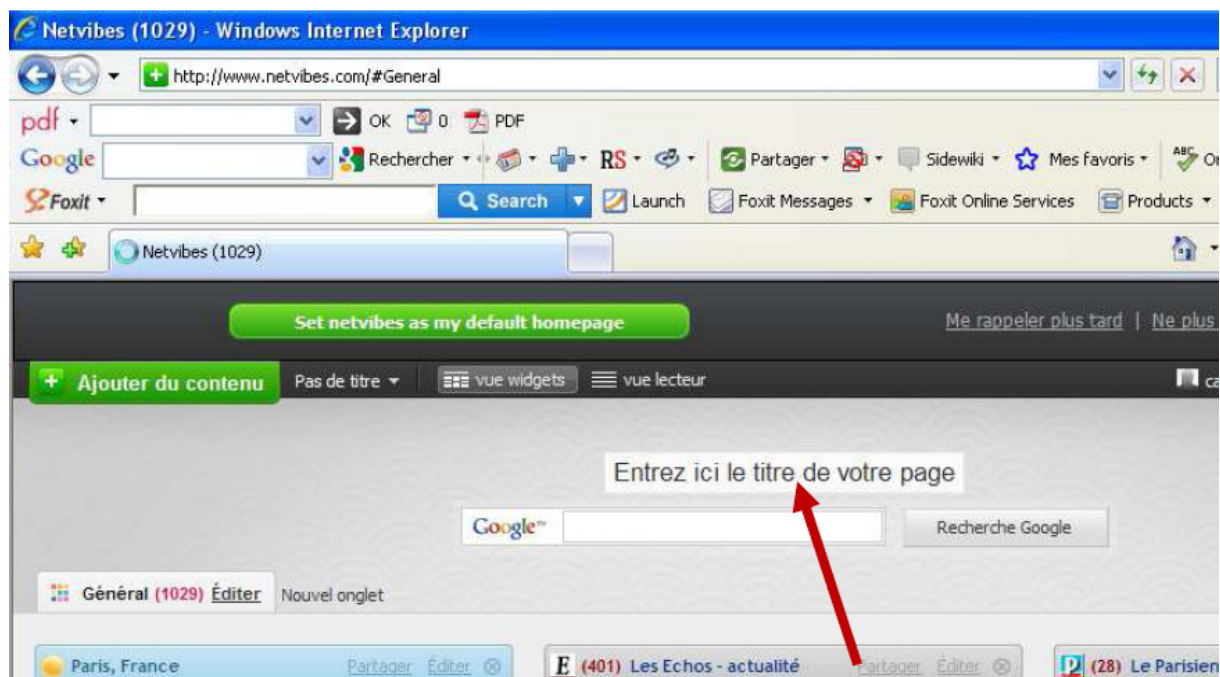 Netvibes (1029) - Windows Internet Explorer
http://www.netvibes.com/#General
pdf OK 0 PDF
Google Rechercher RS Partager Sidewiki Mes favoris ABC
Foxit Search Launch Foxit Messages Foxit Online Services Products
Netvibes (1029)
Set netvibes as my default homepage Me rappeler plus tard | Ne plus
Ajouter du contenu Pas de titre vue widgets vue lecteur
Entrez ici le titre de votre page
Google™ Recherche Google
Général (1029) Éditer Nouvel onglet
Paris, France Partager Éditer E (401) Les Echos - actualité Partager Éditer (28) Le Parisien